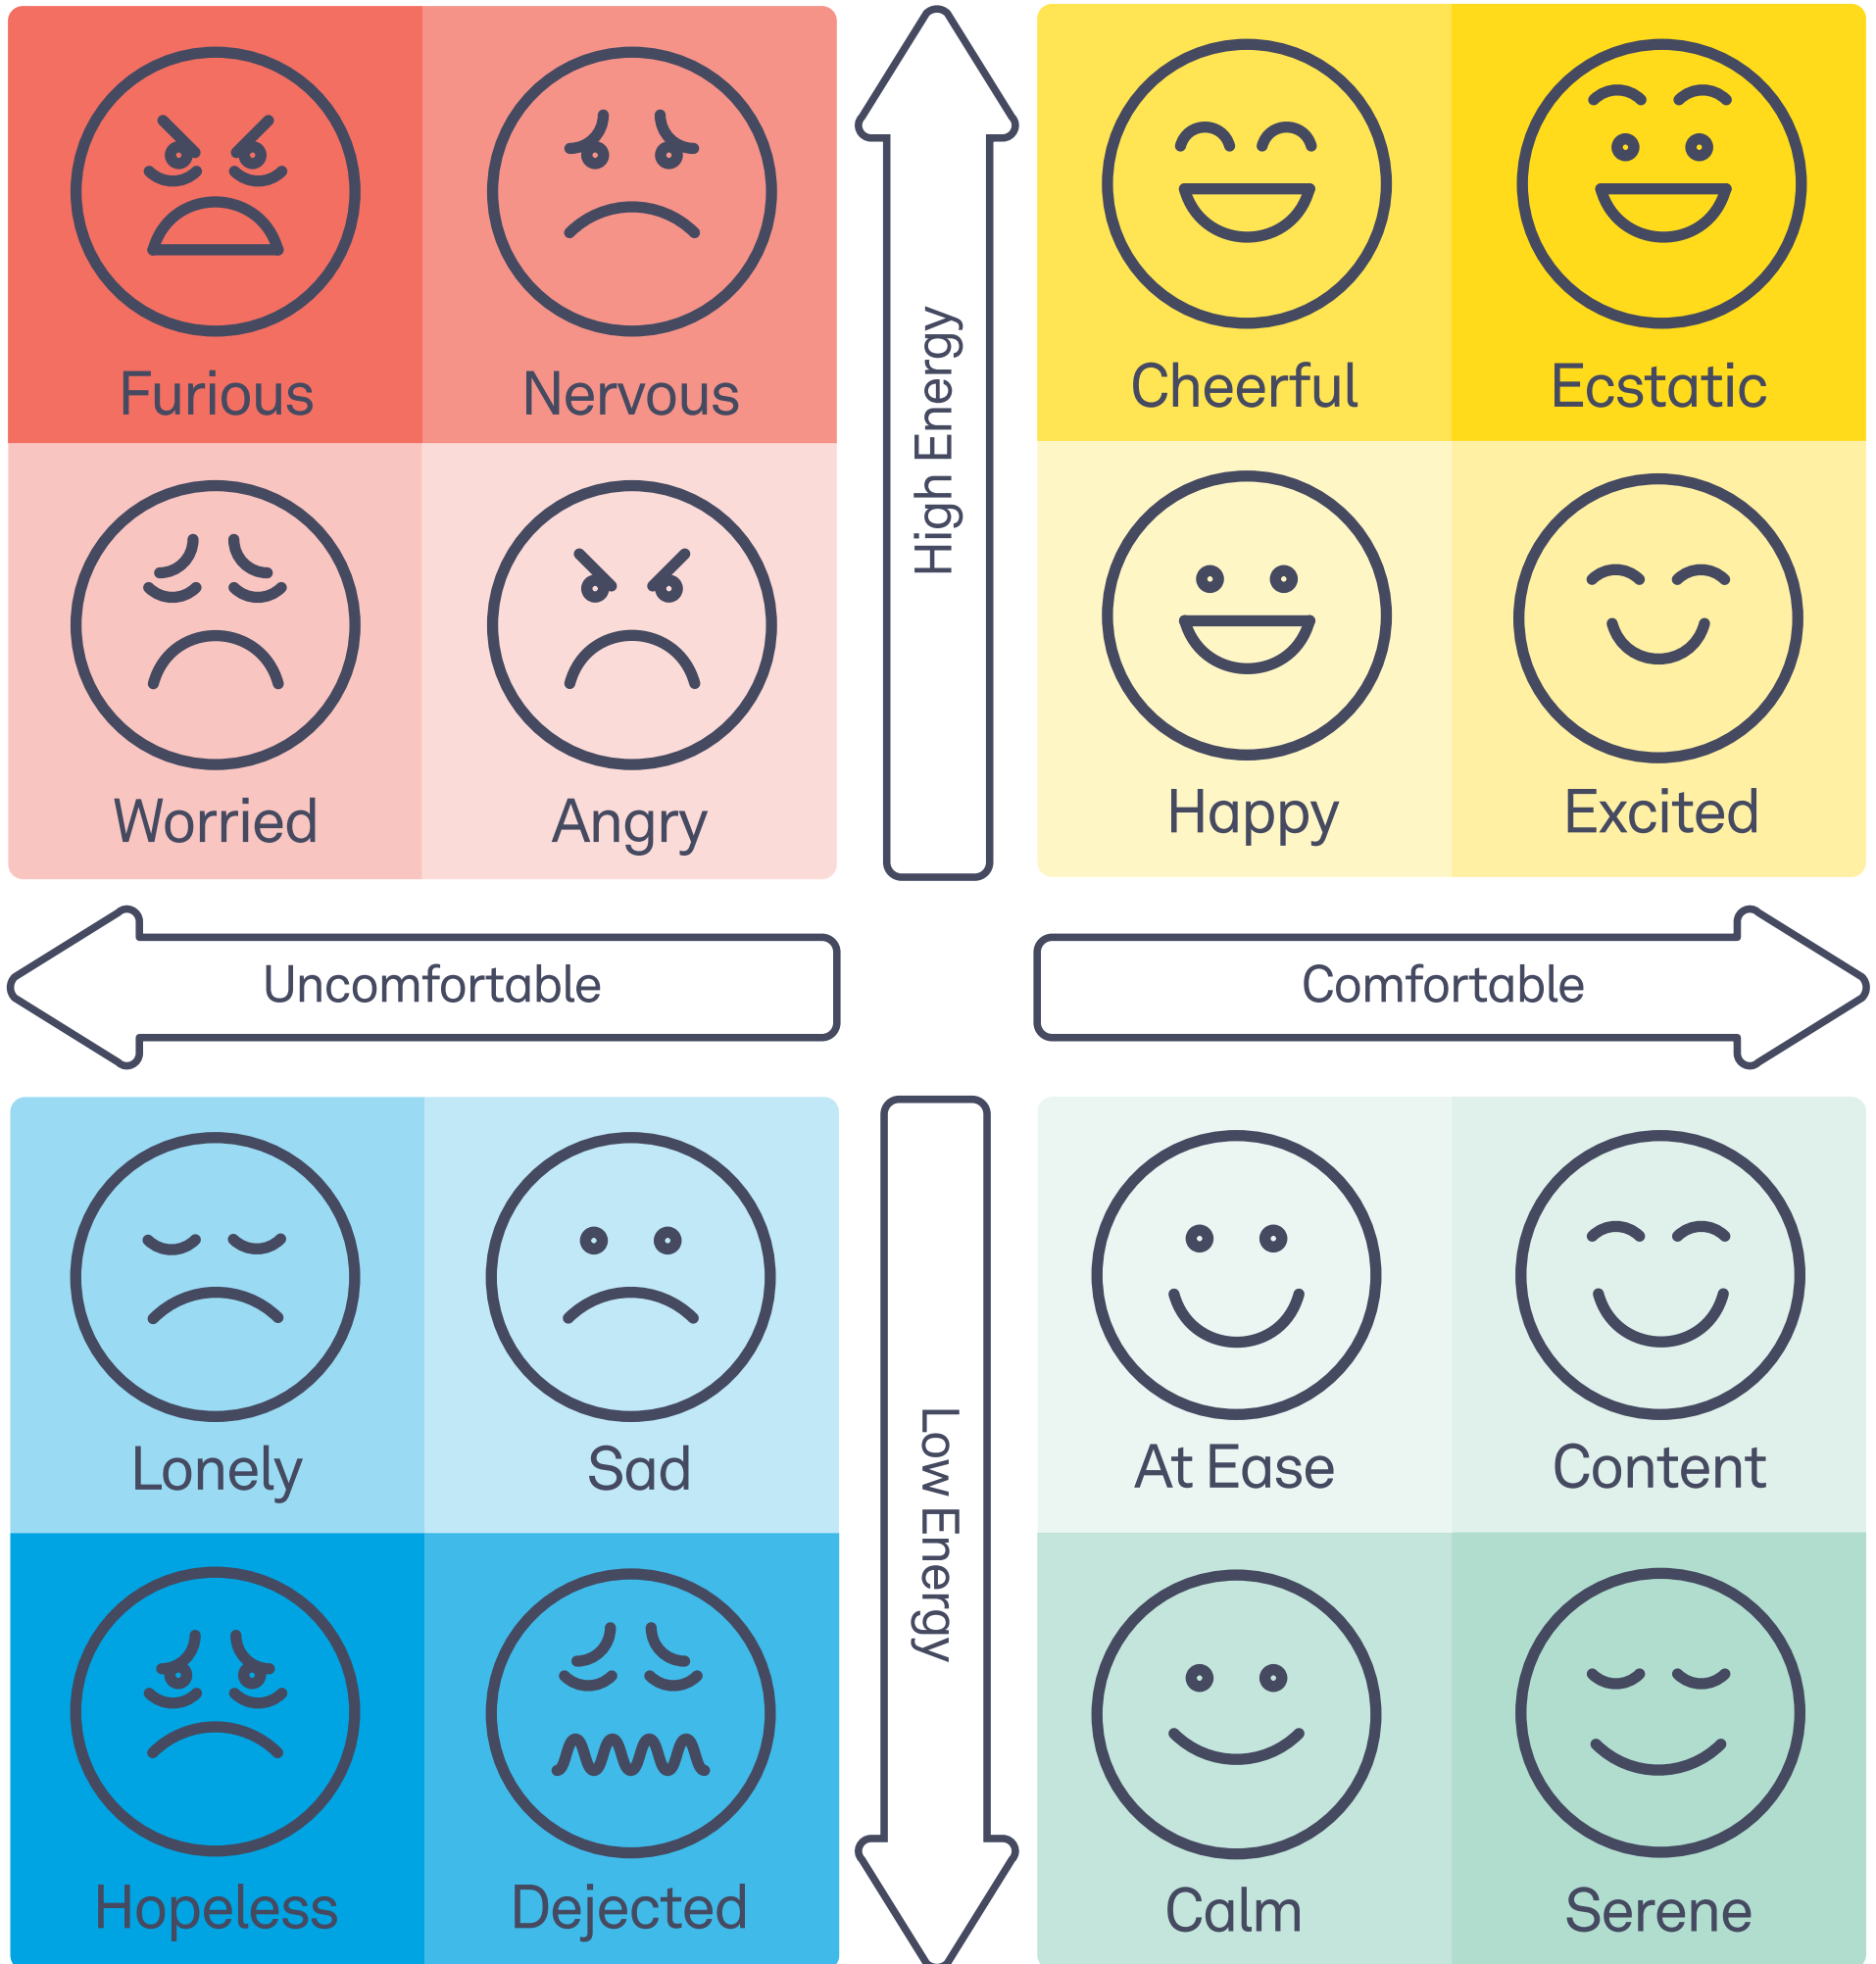 Furious
Nervous
Cheerful
Ecstatic
High Energy
Worried
Angry
Happy
Excited
Uncomfortable
Comfortable
Lonely
Sad
At Ease
Content
Low Energy
Hopeless
Dejected
Calm
Serene